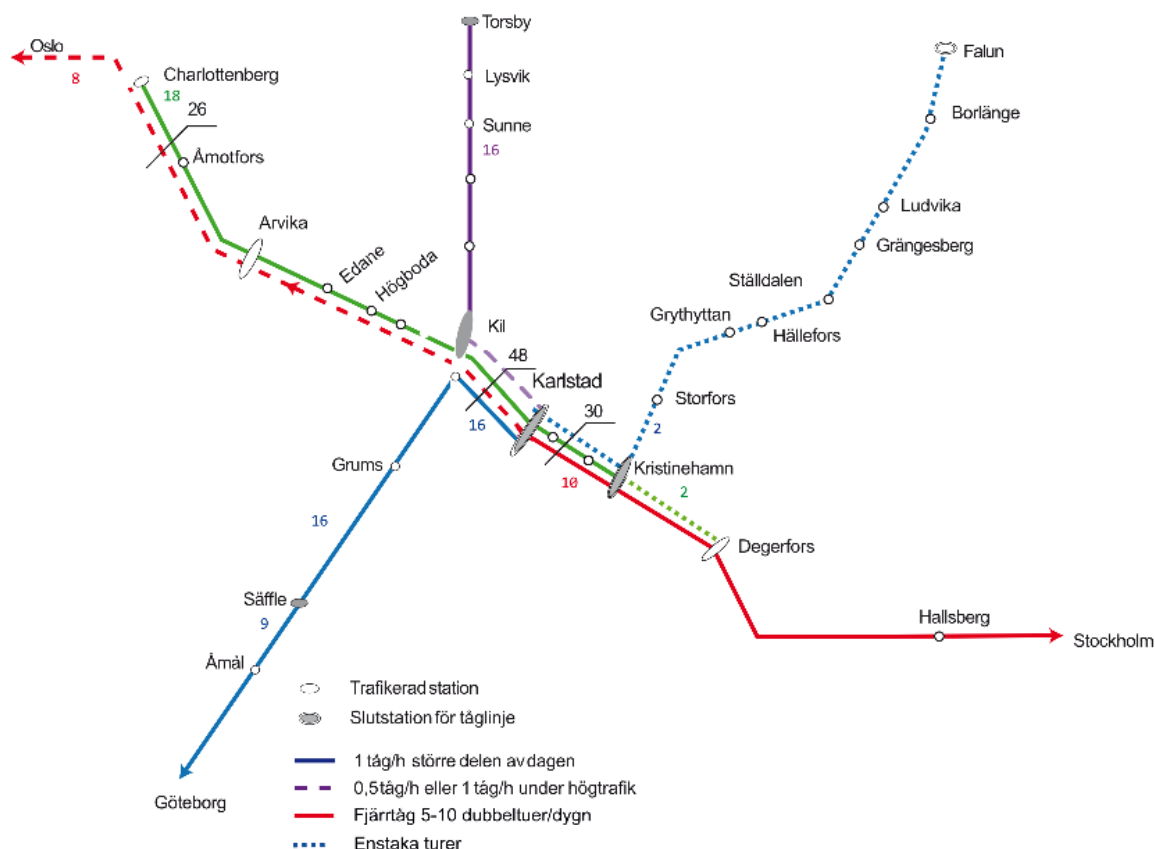 Torsby
Oslo
Falun
8
Charlottenberg
18
26
Lysvik
Borlänge
Sunne
16
Åmotfors
Ludvika
Arvika
Grängesberg
Edane
Högboda
Ställdalen
Grythyttan
Hällefors
Kil
48
Karlstad
Storfors
16
30
2
Grums
10
Kristinehamn
2
16
Degerfors
Säffle
9
Hallsberg
Stockholm
Åmål
Trafikerad station
Slutstation för tåglinje
1 tåg/h större delen av dagen
0,5 tåg/h eller 1 tåg/h under högtrafik
Göteborg
Fjärrtåg 5-10 dubbeltuer/dygn
Enstaka turer